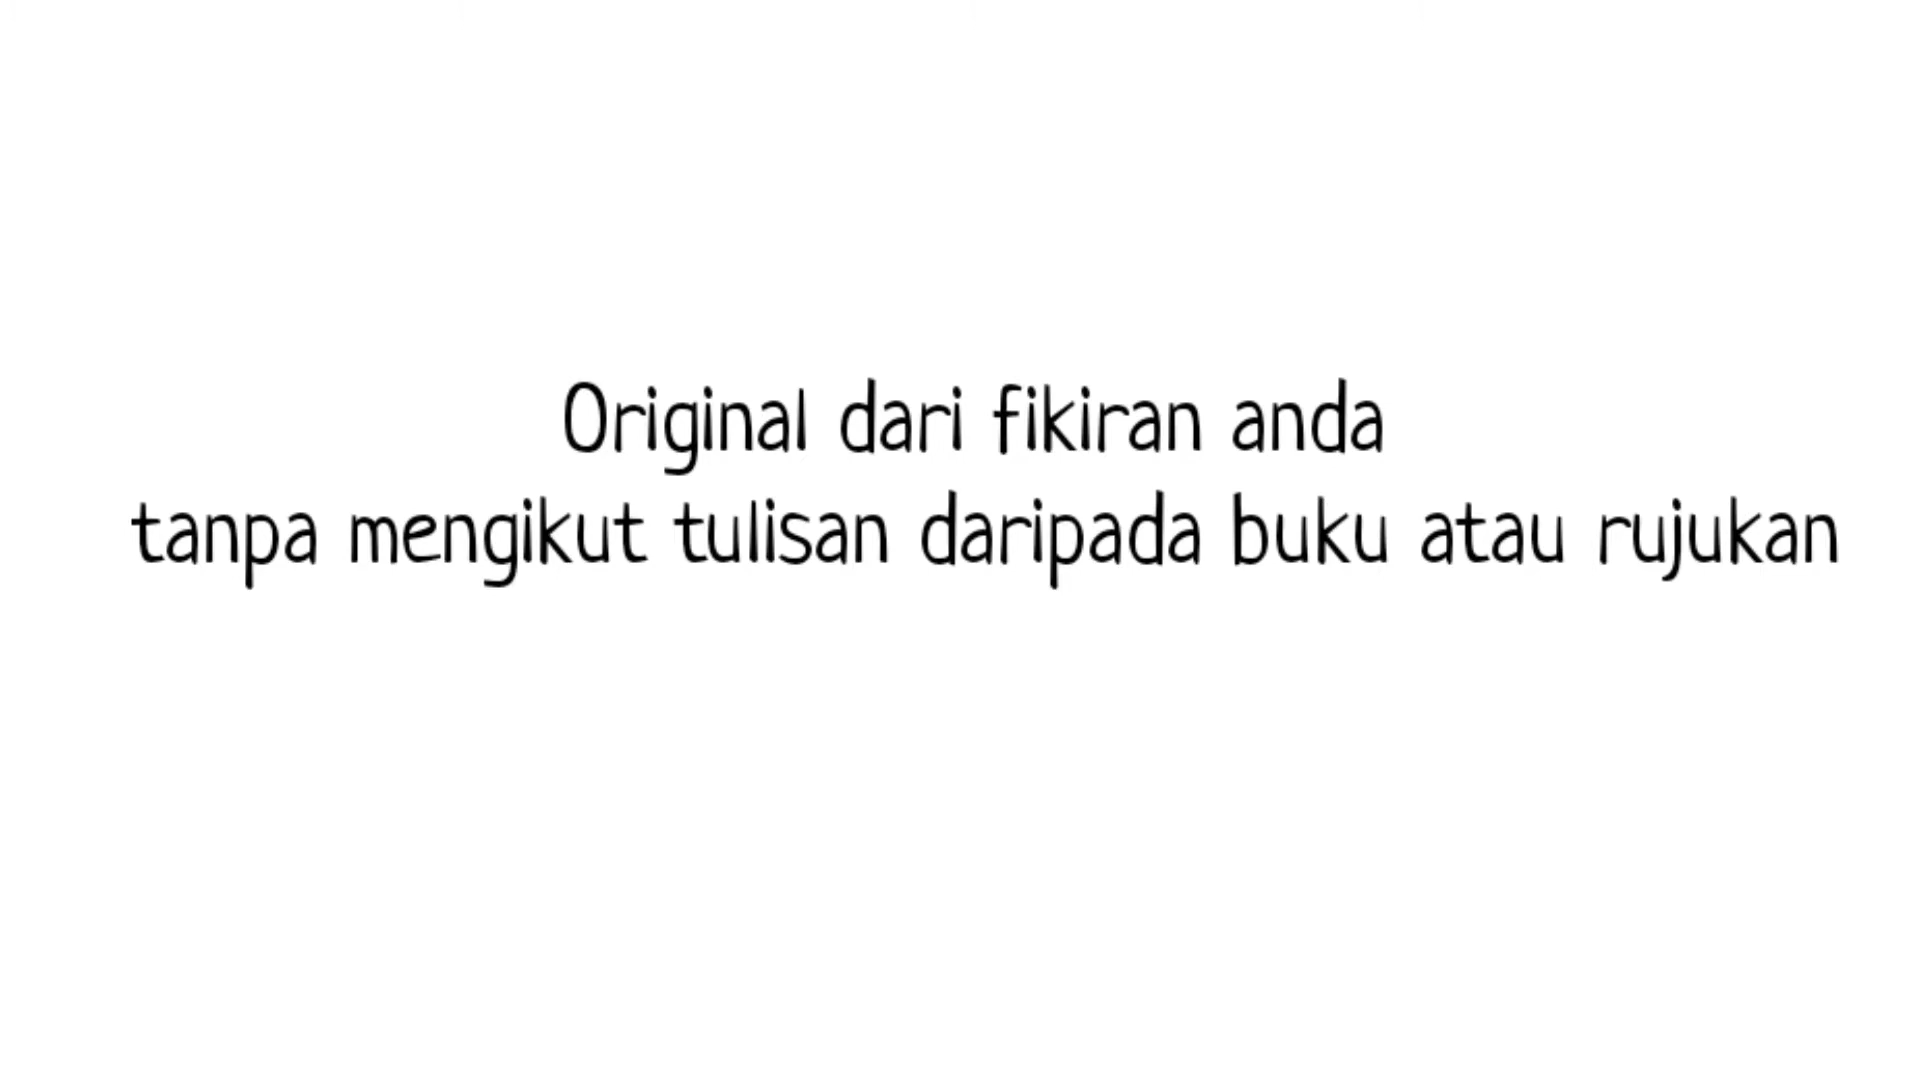 Original dari fikiran anda
tanpa mengikut tulisan daripada buku atau rujukan